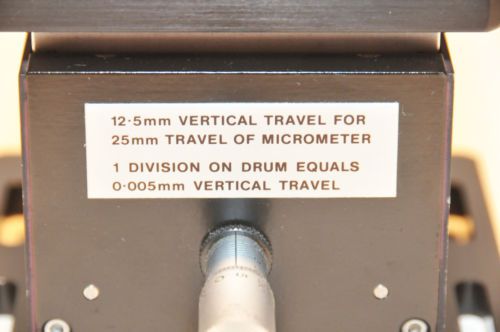 12·5mm VERTICAL TRAVEL FOR
25mm TRAVEL OF MICROMETER
1 DIVISION ON DRUM EQUALS
0·005mm VERTICAL TRAVEL